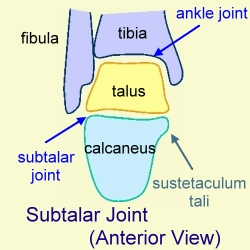 ankle joint
fibula
tibia
talus
subtalar
joint
calcaneus
sustetaculum
tali
Subtalar Joint
(Anterior View)